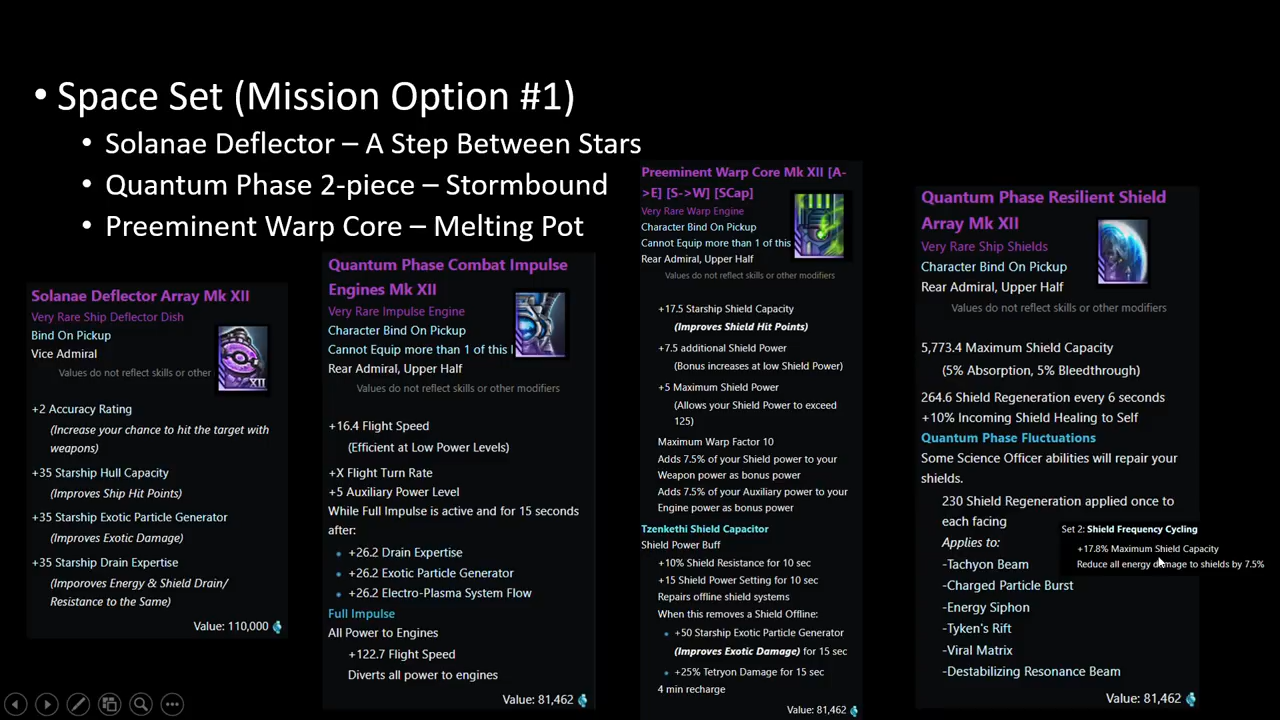 • Space Set (Mission Option #1)
• Solanae Deflector – A Step Between Stars
• Quantum Phase 2-piece – Stormbound
• Preeminent Warp Core – Melting Pot
Solanae Deflector Array Mk XII
Very Rare Ship Deflector Dish
Bind On Pickup
Vice Admiral
Values do not reflect skills or other
XII
+2 Accuracy Rating
(Increase your chance to hit the target with
weapons)
+35 Starship Hull Capacity
(Improves Ship Hit Points)
+35 Starship Exotic Particle Generator
(Improves Exotic Damage)
+35 Starship Drain Expertise
(Imporoves Energy & Shield Drain/
Resistance to the Same)
Value: 110,000
Quantum Phase Combat Impulse
Engines Mk XII
Very Rare Impulse Engine
Character Bind On Pickup
Cannot Equip more than 1 of this I
Rear Admiral, Upper Half
Values do not reflect skills or other modifiers
+16.4 Flight Speed
(Efficient at Low Power Levels)
+X Flight Turn Rate
+5 Auxiliary Power Level
While Full Impulse is active and for 15 seconds
after:
+26.2 Drain Expertise
+26.2 Exotic Particle Generator
+26.2 Electro-Plasma System Flow
Full Impulse
All Power to Engines
+122.7 Flight Speed
Diverts all power to engines
Value: 81,462
Preeminent Warp Core Mk XII [A-
>E] [S->W] [SCap]
Very Rare Warp Engine
Character Bind On Pickup
Cannot Equip more than 1 of this
Rear Admiral, Upper Half
Values do not reflect skills or other modifiers
+17.5 Starship Shield Capacity
(Improves Shield Hit Points)
+7.5 additional Shield Power
(Bonus increases at low Shield Power)
+5 Maximum Shield Power
(Allows your Shield Power to exceed
125)
Maximum Warp Factor 10
Adds 7.5% of your Shield power to your
Weapon power as bonus power
Adds 7.5% of your Auxiliary power to your
Engine power as bonus power
Tzenkethi Shield Capacitor
Shield Power Buff
+10% Shield Resistance for 10 sec
+15 Shield Power Setting for 10 sec
Repairs offline shield systems
When this removes a Shield Offline:
+50 Starship Exotic Particle Generator
(Improves Exotic Damage) for 15 sec
+25% Tetryon Damage for 15 sec
4 min recharge
Value: 81,462
Quantum Phase Resilient Shield
Array Mk XII
Very Rare Ship Shields
Character Bind On Pickup
Rear Admiral, Upper Half
Values do not reflect skills or other modifiers
5,773.4 Maximum Shield Capacity
(5% Absorption, 5% Bleedthrough)
264.6 Shield Regeneration every 6 seconds
+10% Incoming Shield Healing to Self
Quantum Phase Fluctuations
Some Science Officer abilities will repair your
shields.
230 Shield Regeneration applied once to
each facing
Applies to:
-Tachyon Beam
-Charged Particle Burst
-Energy Siphon
-Tyken's Rift
-Viral Matrix
-Destabilizing Resonance Beam
Value: 81,462
Set 2: Shield Frequency Cycling
+17.8% Maximum Shield Capacity
Reduce all energy damage to shields by 7.5%